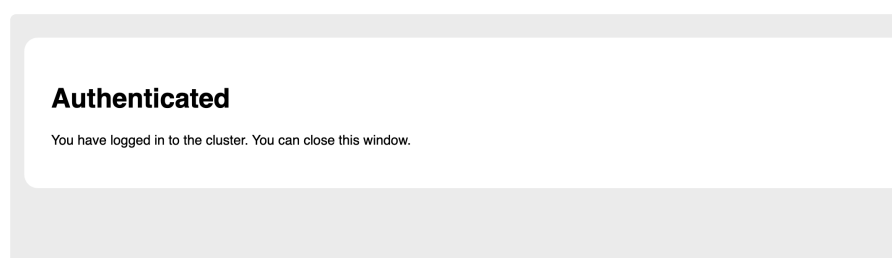 Authenticated
You have logged in to the cluster. You can close this window.